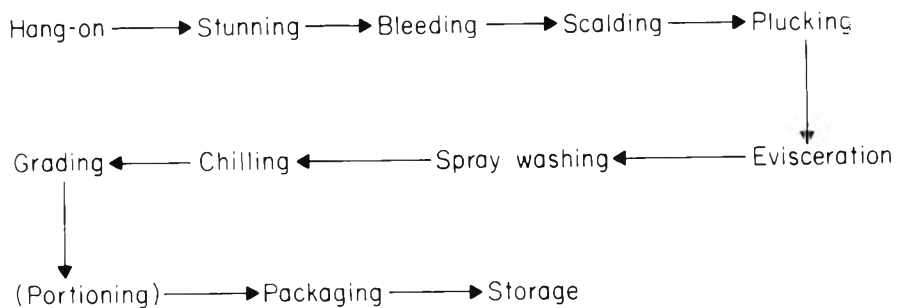 Hang-on Stunning Bleeding Scalding Plucking
Grading Chilling Spray washing Evisceration
(Portioning) Packaging Storage